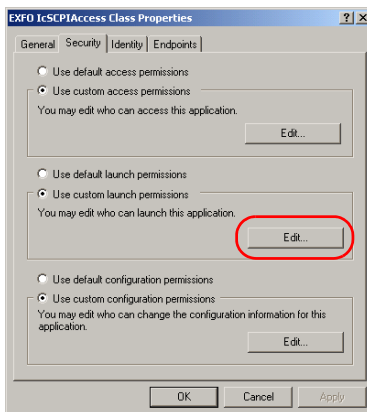 EXFO IcSCPIAccess Class Properties
General Security Identity Endpoints
Use default access permissions
Use custom access permissions
You may edit who can access this application.
Edit...
Use default launch permissions
Use custom launch permissions
You may edit who can launch this application.
Edit...
Use default configuration permissions
Use custom configuration permissions
You may edit who can change the configuration information for this
application.
Edit...
OK Cancel Apply